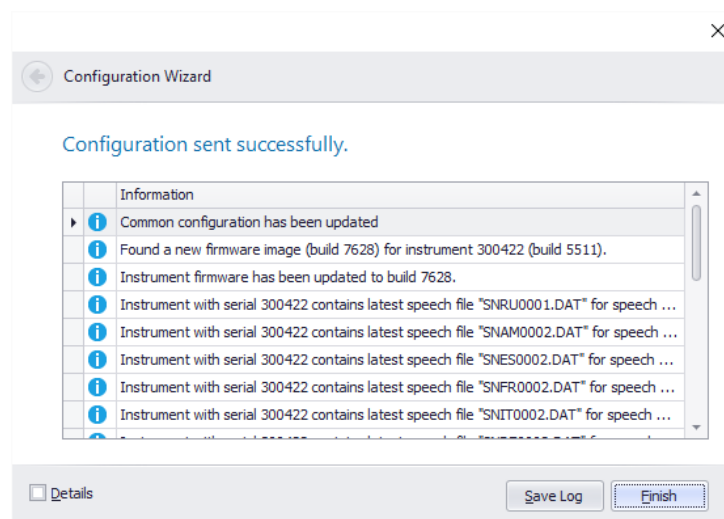 Configuration Wizard
Configuration sent successfully.
Information
Common configuration has been updated
Found a new firmware image (build 7628) for instrument 300422 (build 5511).
Instrument firmware has been updated to build 7628.
Instrument with serial 300422 contains latest speech file "SNRU0001.DAT" for speech ...
Instrument with serial 300422 contains latest speech file "SNAM0002.DAT" for speech ...
Instrument with serial 300422 contains latest speech file "SNES0002.DAT" for speech ...
Instrument with serial 300422 contains latest speech file "SNFR0002.DAT" for speech ...
Instrument with serial 300422 contains latest speech file "SNIT0002.DAT" for speech ...
Details
Save Log
Finish